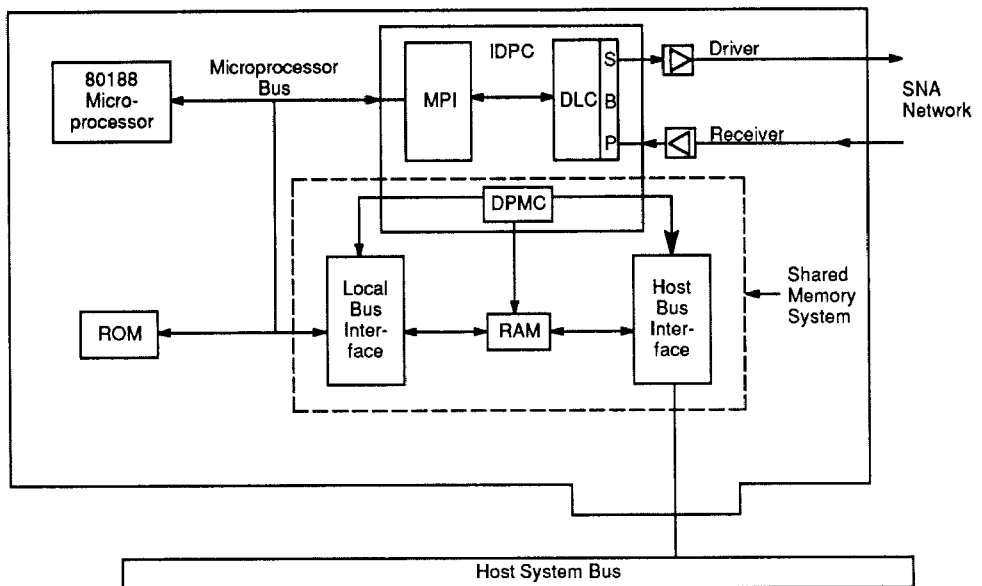 80188
Micro-
processor
Microprocessor
Bus
IDPC
MPI
DLC
S
B
P
Driver
Receiver
SNA
Network
DPMC
Local
Bus
Inter-
face
RAM
Host
Bus
Inter-
face
Shared
Memory
System
ROM
Host System Bus